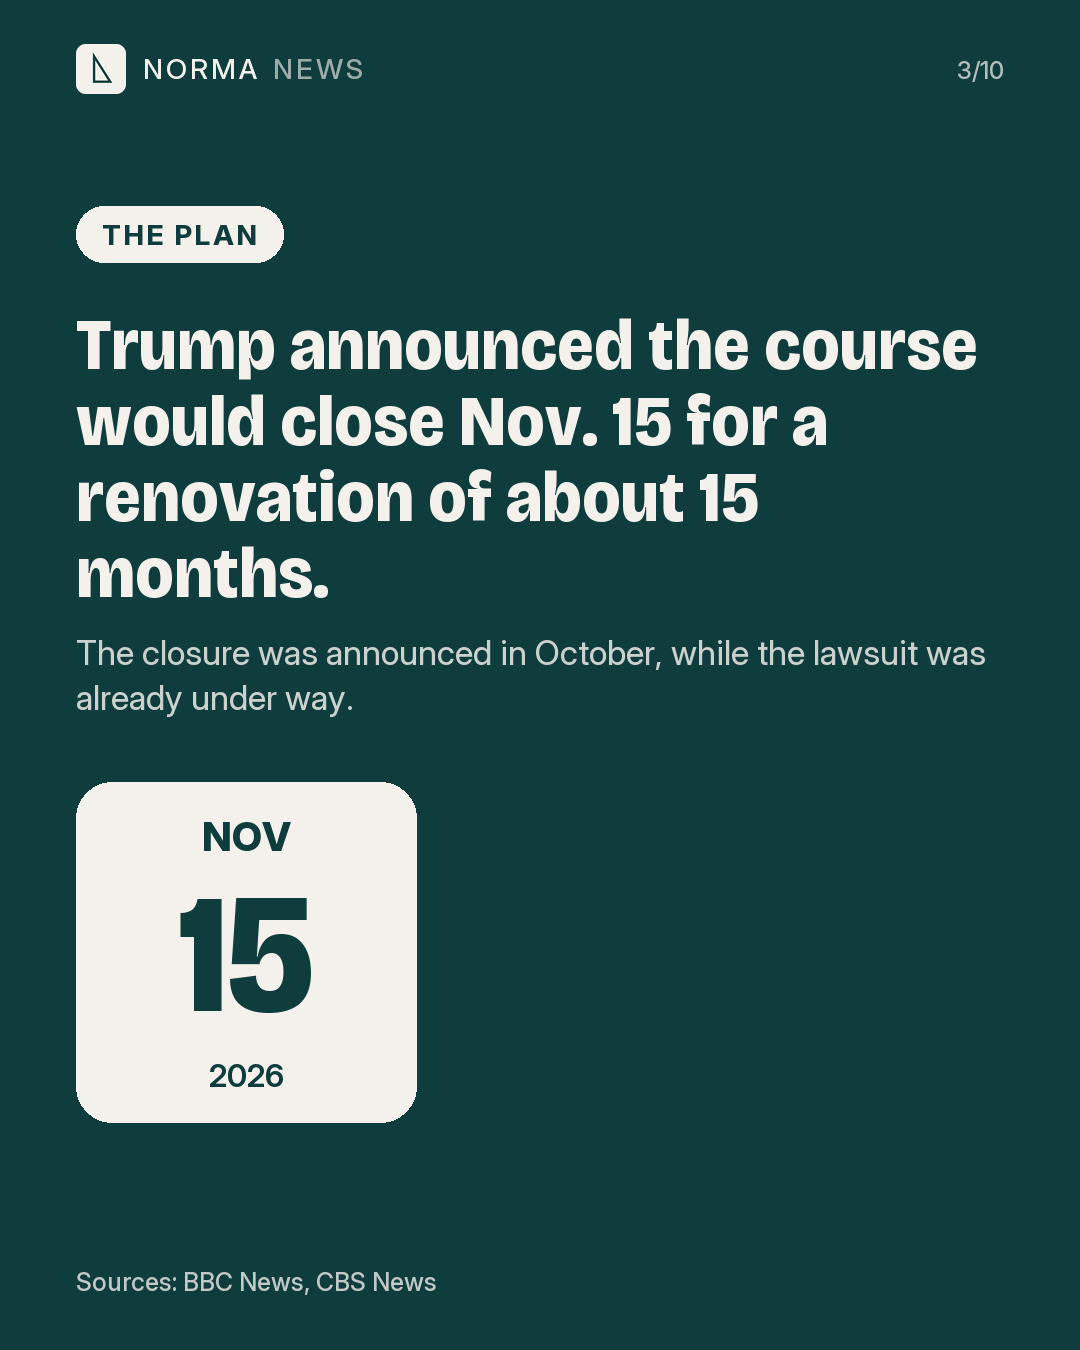 NORMA NEWS
3/10
THE PLAN
Trump announced the course
would close Nov. 15 for a
renovation of about 15
months.
The closure was announced in October, while the lawsuit was
already under way.
NOV
15
2026
Sources: BBC News, CBS News